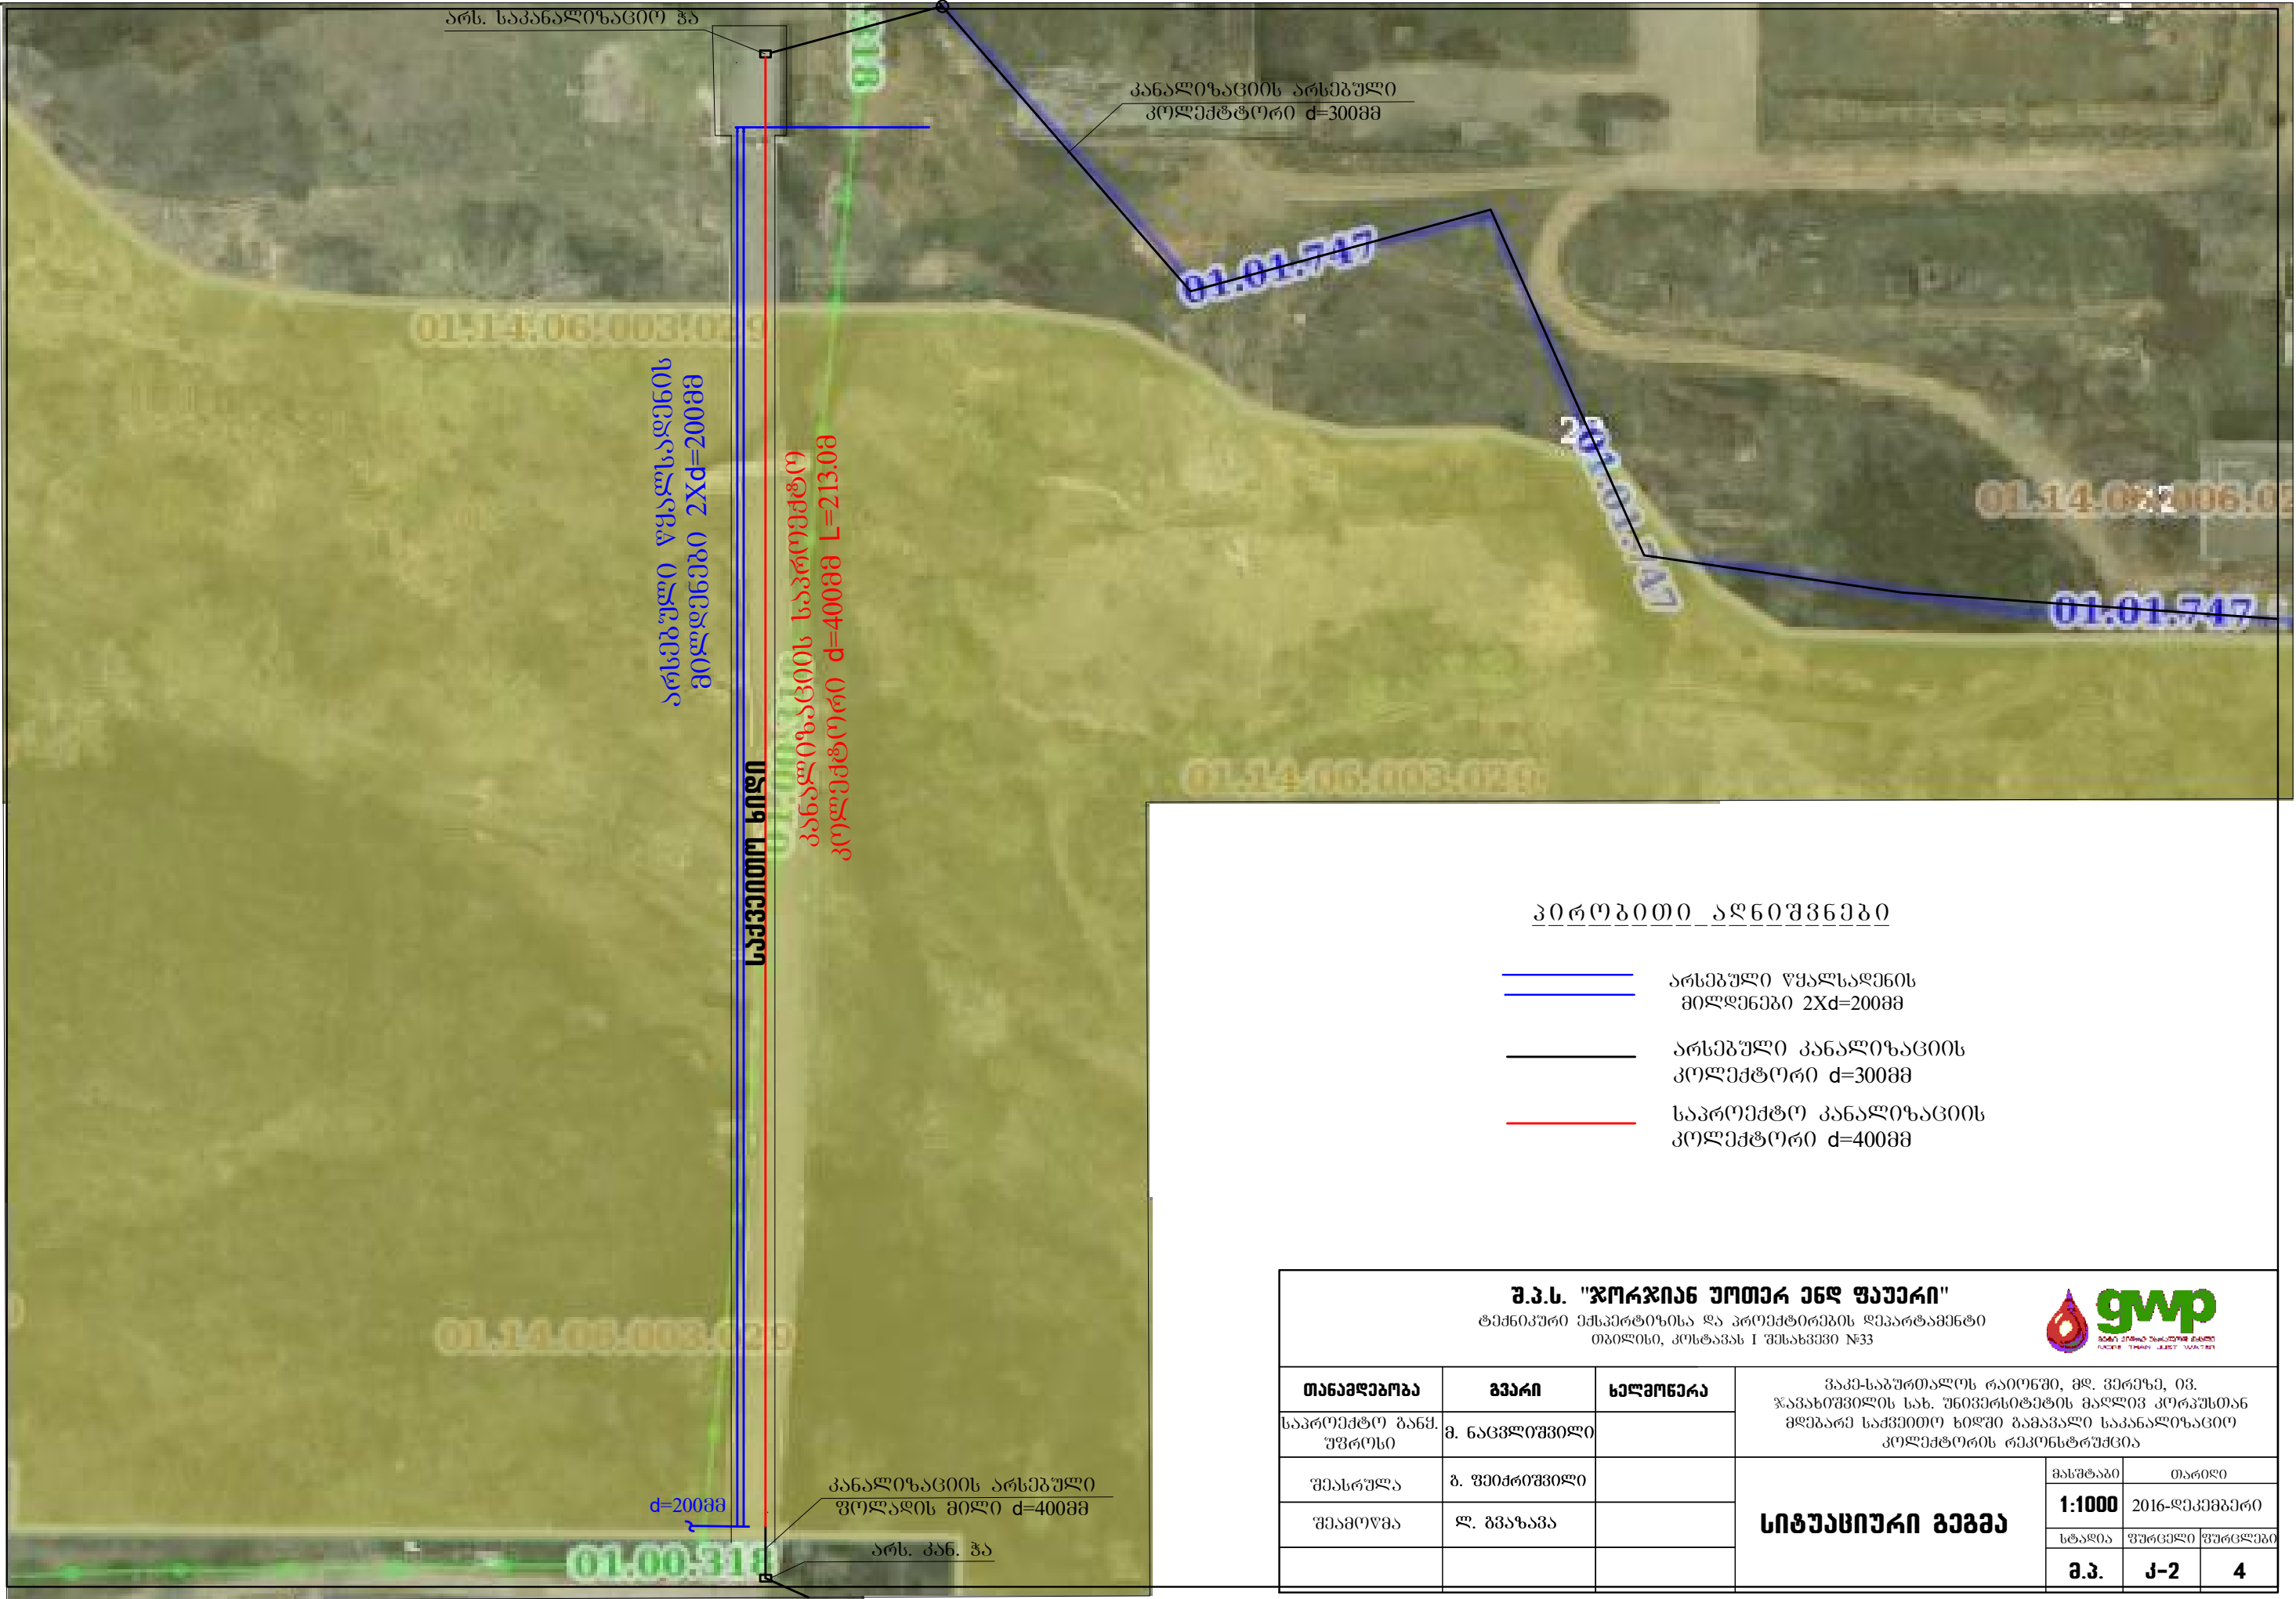 არს. საკანალიზაციო ჭა
კანალიზაციის არსებული
კოლექტტორი d=300მმ
01.01.747
01.14.06.003.029
არსებული წყალსადენის
მილდენები 2Xd=200მმ
კანალიზაციის საპროექტო
კოლექტორი d=400მმ L=213.0მ
საქვეითო ხიდი
01.01.747
01.14.06.003.029
პირობითი აღნიშვნები
არსებული წყალსადენის
მილდენები 2Xd=200მმ
არსებული კანალიზაციის
კოლექტორი d=300მმ
საპროექტო კანალიზაციის
კოლექტორი d=400მმ
01.14.06.003.029
d=200მმ
კანალიზაციის არსებული
ფოლადის მილი d=400მმ
არს. კან. ჭა
01.00.318
შ.პ.ს. "ჯორჯიან უოთერ ენდ ფაუერი"
ტექნიკური ექსპერტიზისა და პროექტირების დეპარტამენტი
თბილისი, კოსტავას I შესახვევი №33
gwp
MORE THAN JUST WATER
თანამდებობა გვარი ხელმოწერა
საპროექტო განყ. უფროსი მ. ნაცვლიშვილი
შეასრულა გ. ფეიქრიშვილი
შეამოწმა ლ. გვაზავა
ვაკე-საბურთალოს რაიონში, მდ. ვერეზე, ივ.
ჯავახიშვილის სახ. უნივერსიტეტის მაღლივ კორპუსთან
მდებარე საქვეითო ხიდში გამავალი საკანალიზაციო
კოლექტორის რეკონსტრუქცია
სიტუაციური გეგმა
მასშტაბი თარიღი
1:1000 2016-დეკემბერი
სტადია ფურცელი ფურცლები
მ.პ. კ-2 4